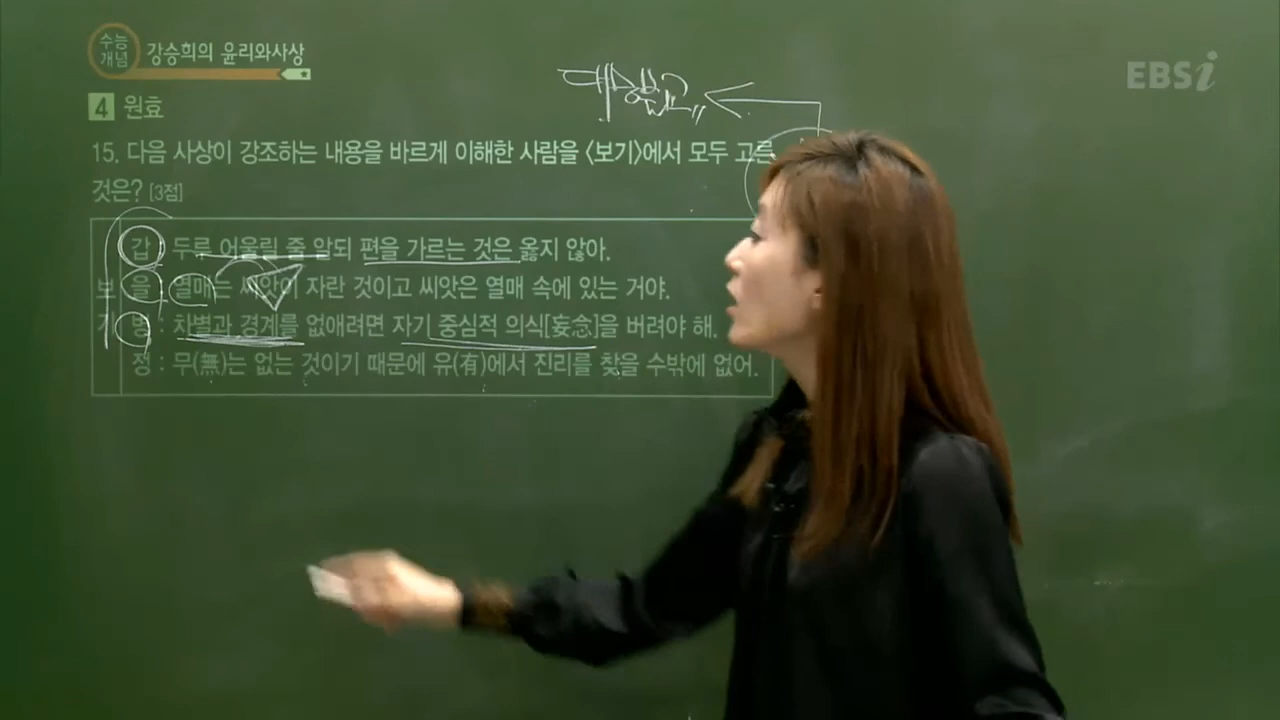 수능
개념
강승희의 윤리와사상
EBSi
4 원효
대승불교
15. 다음 사상이 강조하는 내용을 바르게 이해한 사람을 <보기>에서 모두 고른
것은? [3점]
보기
갑 : 두루 어울릴 줄 알되 편을 가르는 것은 옳지 않아.
을 : 열매는 씨앗이 자란 것이고 씨앗은 열매 속에 있는 거야.
병 : 차별과 경계를 없애려면 자기 중심적 의식[妄念]을 버려야 해.
정 : 무(無)는 없는 것이기 때문에 유(有)에서 진리를 찾을 수밖에 없어.